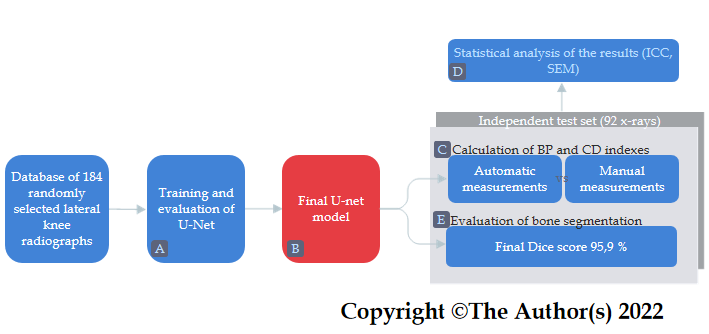 Statistical analysis of the results (ICC,
SEM)
D
Independent test set (92 x-rays)
C Calculation of BP and CD indexes
Automatic
measurements
vs
Manual
measurements
E Evaluation of bone segmentation
Final Dice score 95,9 %
Database of 184
randomly
selected lateral
knee
radiographs
Training and
evaluation of
U-Net
A
Final U-net
model
B
Copyright ©The Author(s) 2022